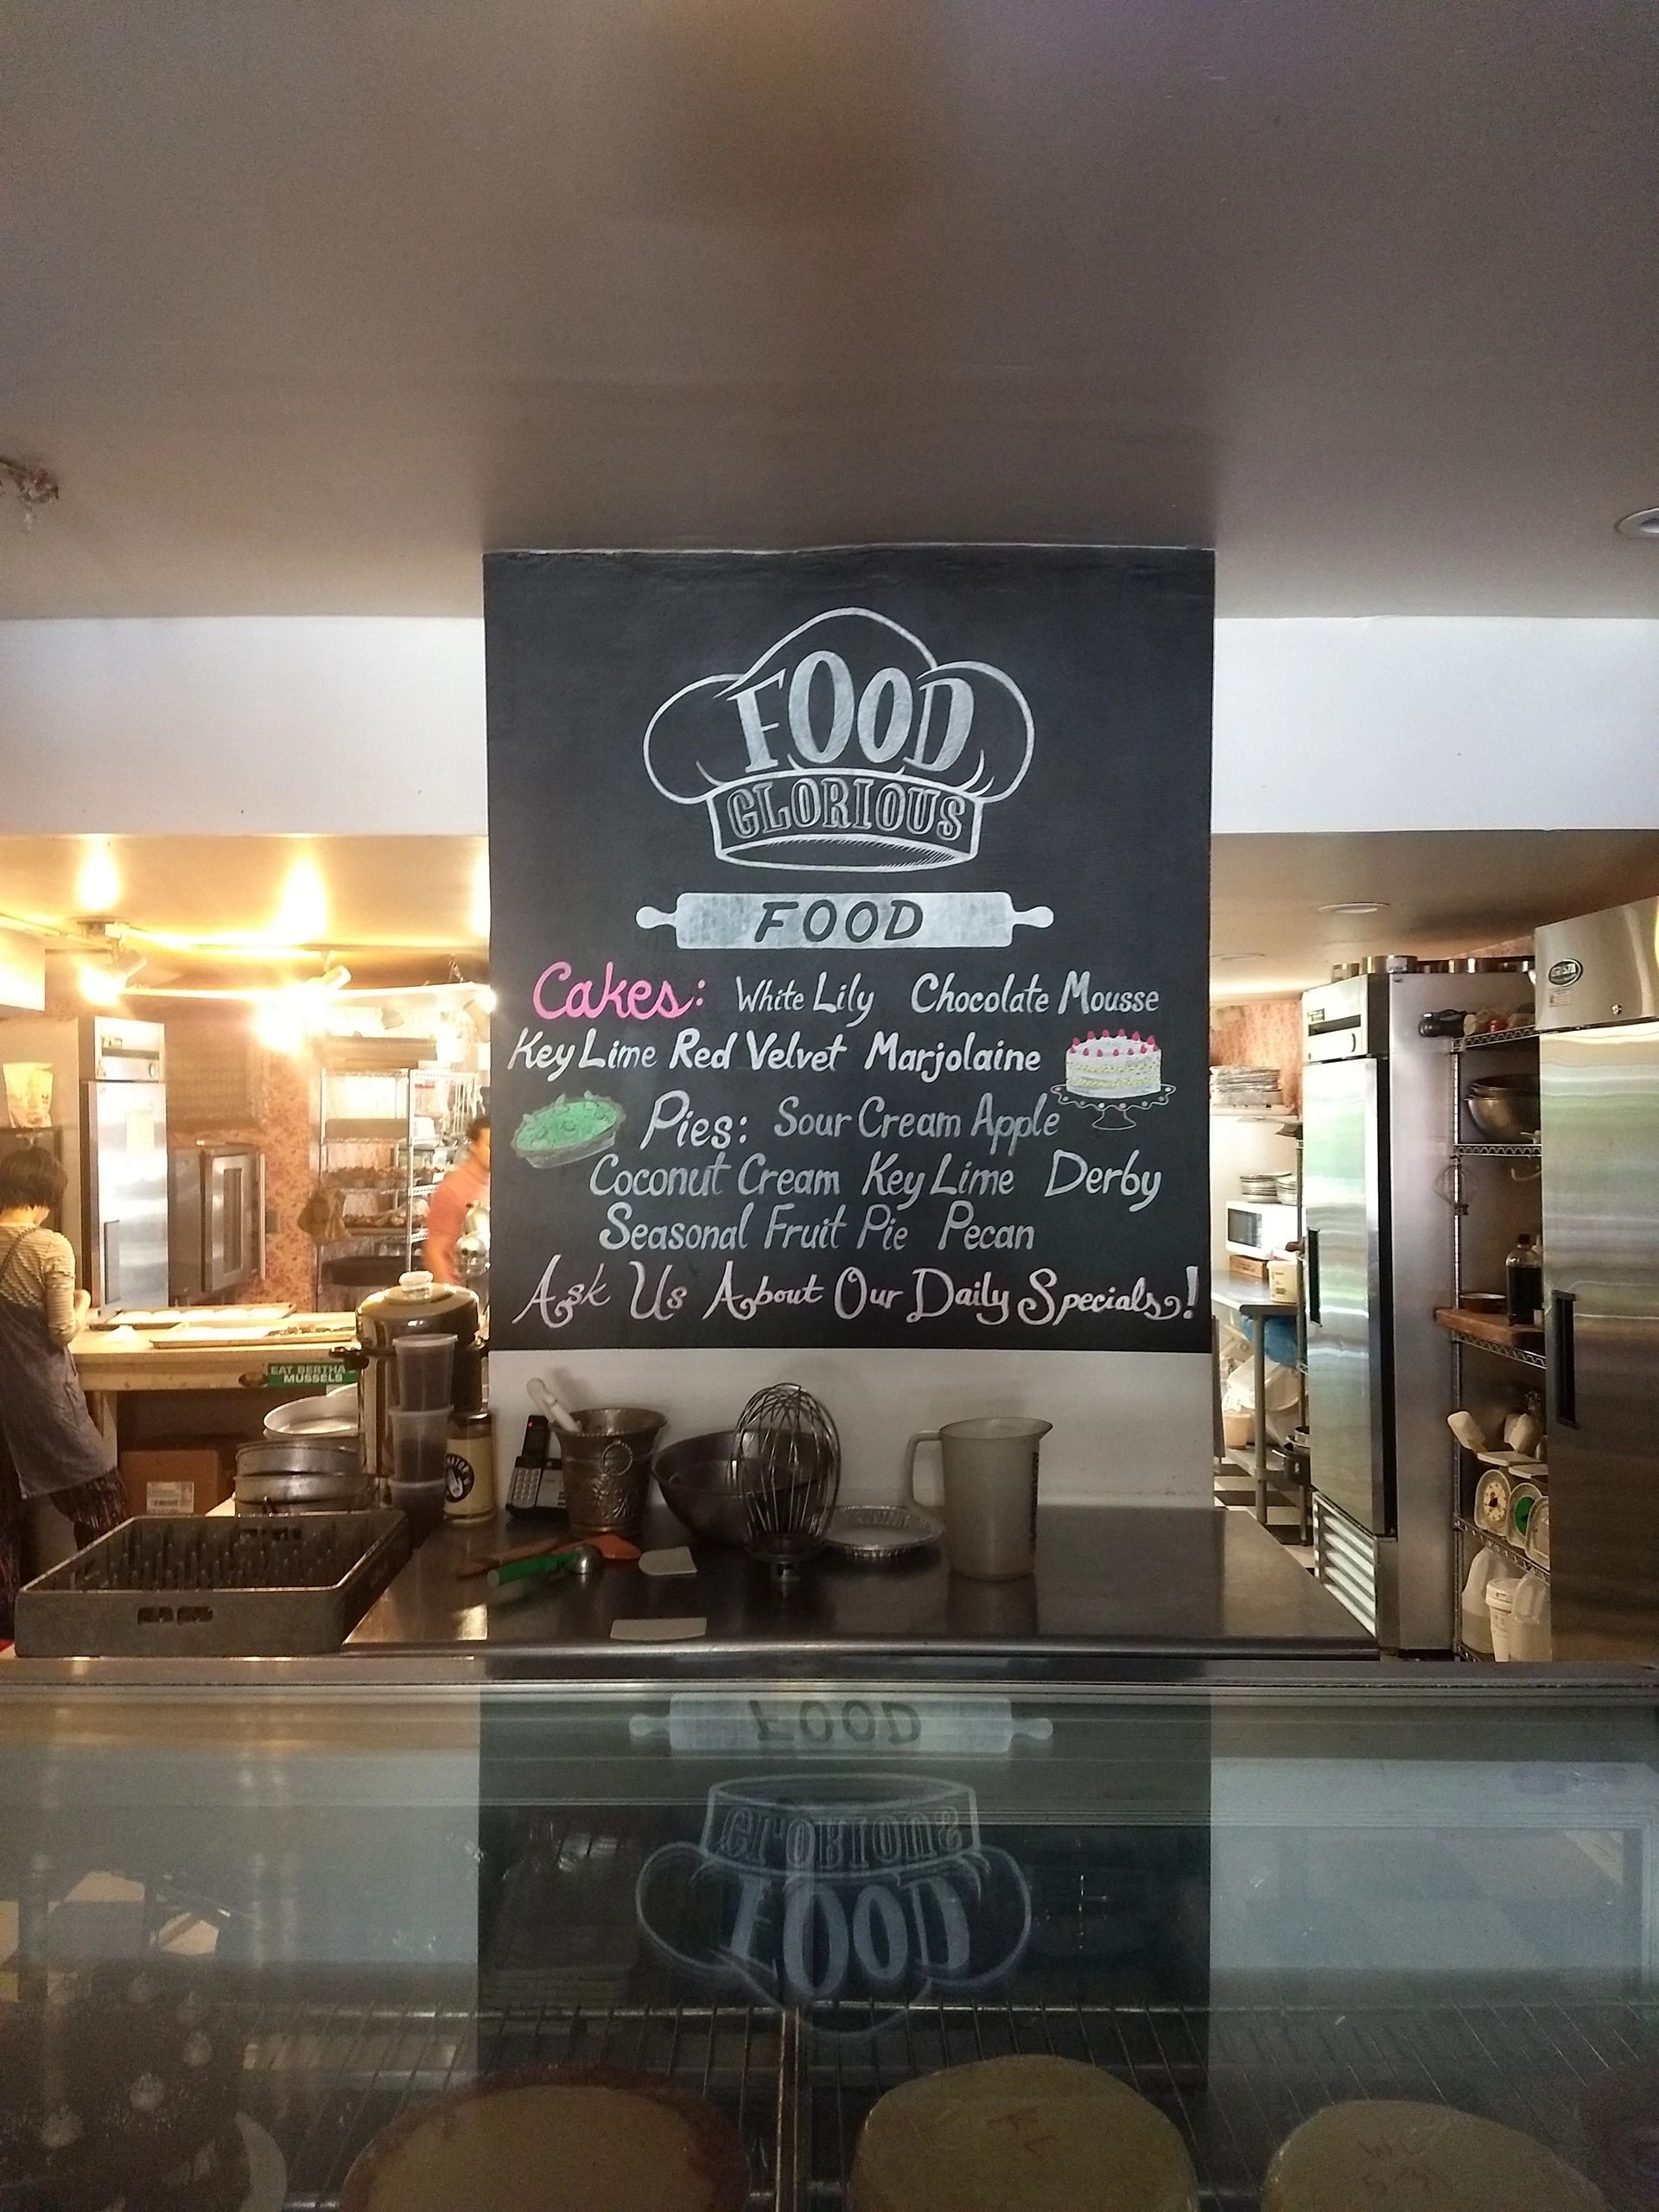 FOOD
GLORIOUS
FOOD
Cakes: White Lily Chocolate Mousse
Key Lime Red Velvet Marjolaine
Pies: Sour Cream Apple
Coconut Cream Key Lime Derby
Seasonal Fruit Pie Pecan
Ask Us About Our Daily Specials!
EAT BERTHA'S
MUSSELS